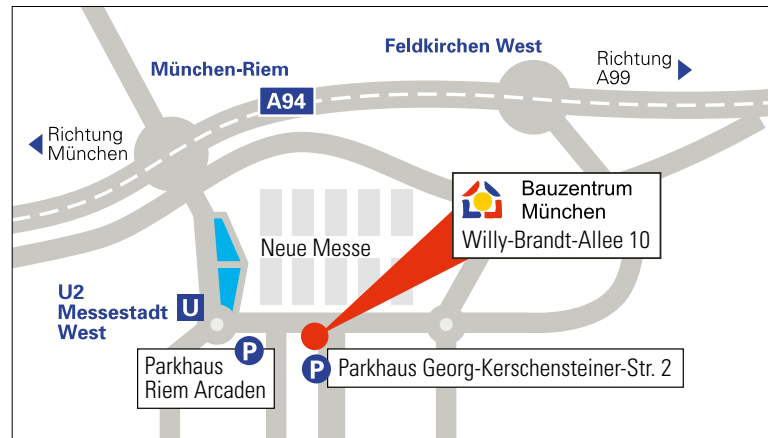 Feldkirchen West
München-Riem
Richtung
A99
A94
Richtung
München
Bauzentrum
München
Willy-Brandt-Allee 10
Neue Messe
U2
Messestadt
West
U
P
Parkhaus
Riem Arcaden
P
Parkhaus Georg-Kerschensteiner-Str. 2